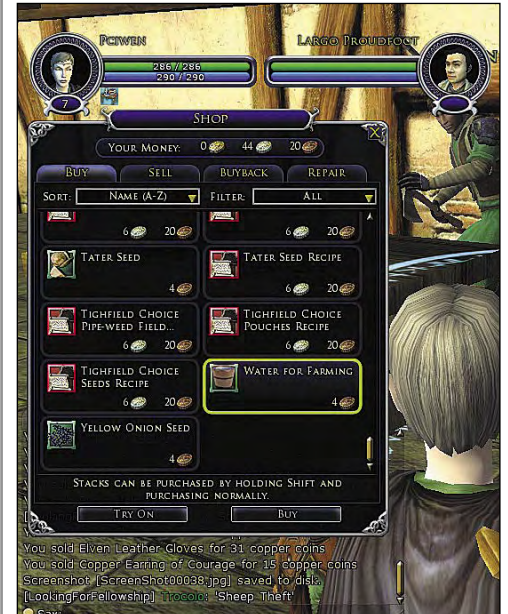 PCIWEN
LARGO PROUDFOOT
286 / 286
290 / 290
7
SHOP
YOUR MONEY: 0 44 20
BUY SELL BUYBACK REPAIR
SORT: NAME (A-Z) FILTER: ALL
6 20 6 20
TATER SEED
4
TATER SEED RECIPE
6 20
TIGHFIELD CHOICE
PIPE-WEED FIELD...
6 20
TIGHFIELD CHOICE
POUCHES RECIPE
6 20
TIGHFIELD CHOICE
SEEDS RECIPE
6 20
WATER FOR FARMING
4
YELLOW ONION SEED
4
STACKS CAN BE PURCHASED BY HOLDING SHIFT AND
PURCHASING NORMALLY.
TRY ON BUY
You sold Elven Leather Gloves for 31 copper coins
You sold Copper Earring of Courage for 15 copper coins
Screenshot [ScreenShot00038.jpg] saved to disk.
[LookingForFellowship] Trocolo: 'Sheep Theft'